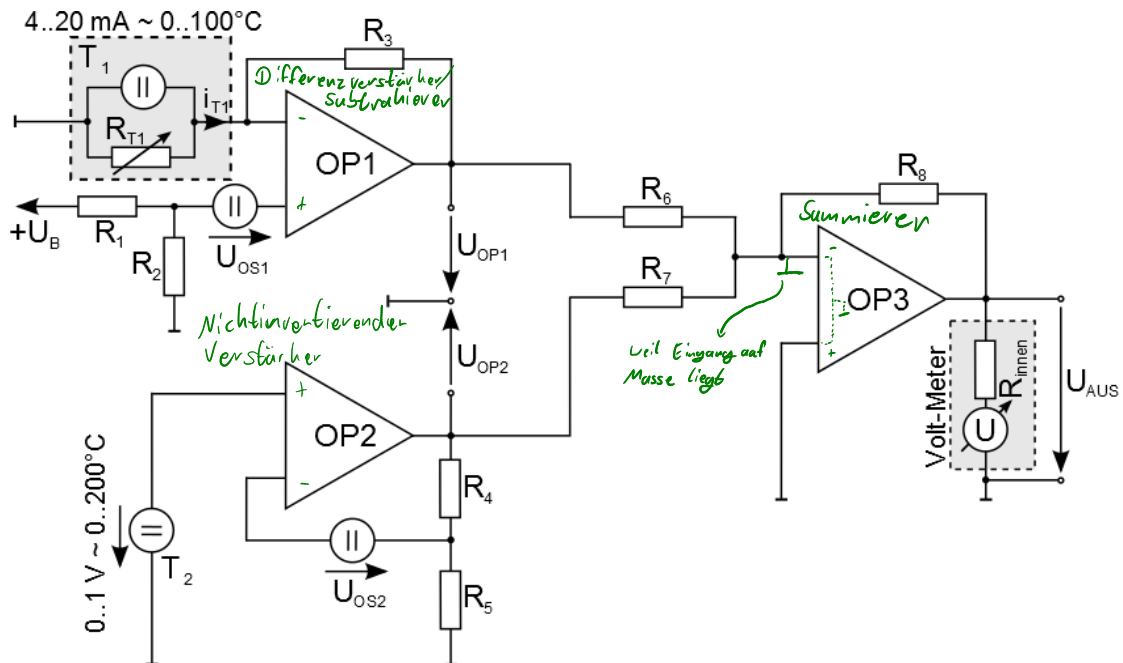 4..20 mA ~ 0..100°C
T1
iT1
RT1
R3
Differenzverstärker/
Subtrahierer
-
OP1
+
+UB
R1
R2
UOS1
UOP1
UOP2
Nichtinvertierender
Verstärker
+
OP2
-
R4
R5
UOS2
T2
0..1 V ~ 0..200°C
R6
R7
R8
Summierer
-
OP3
+
weil Eingang auf
Masse liegt
Volt-Meter
Rinnen
U
UAUS